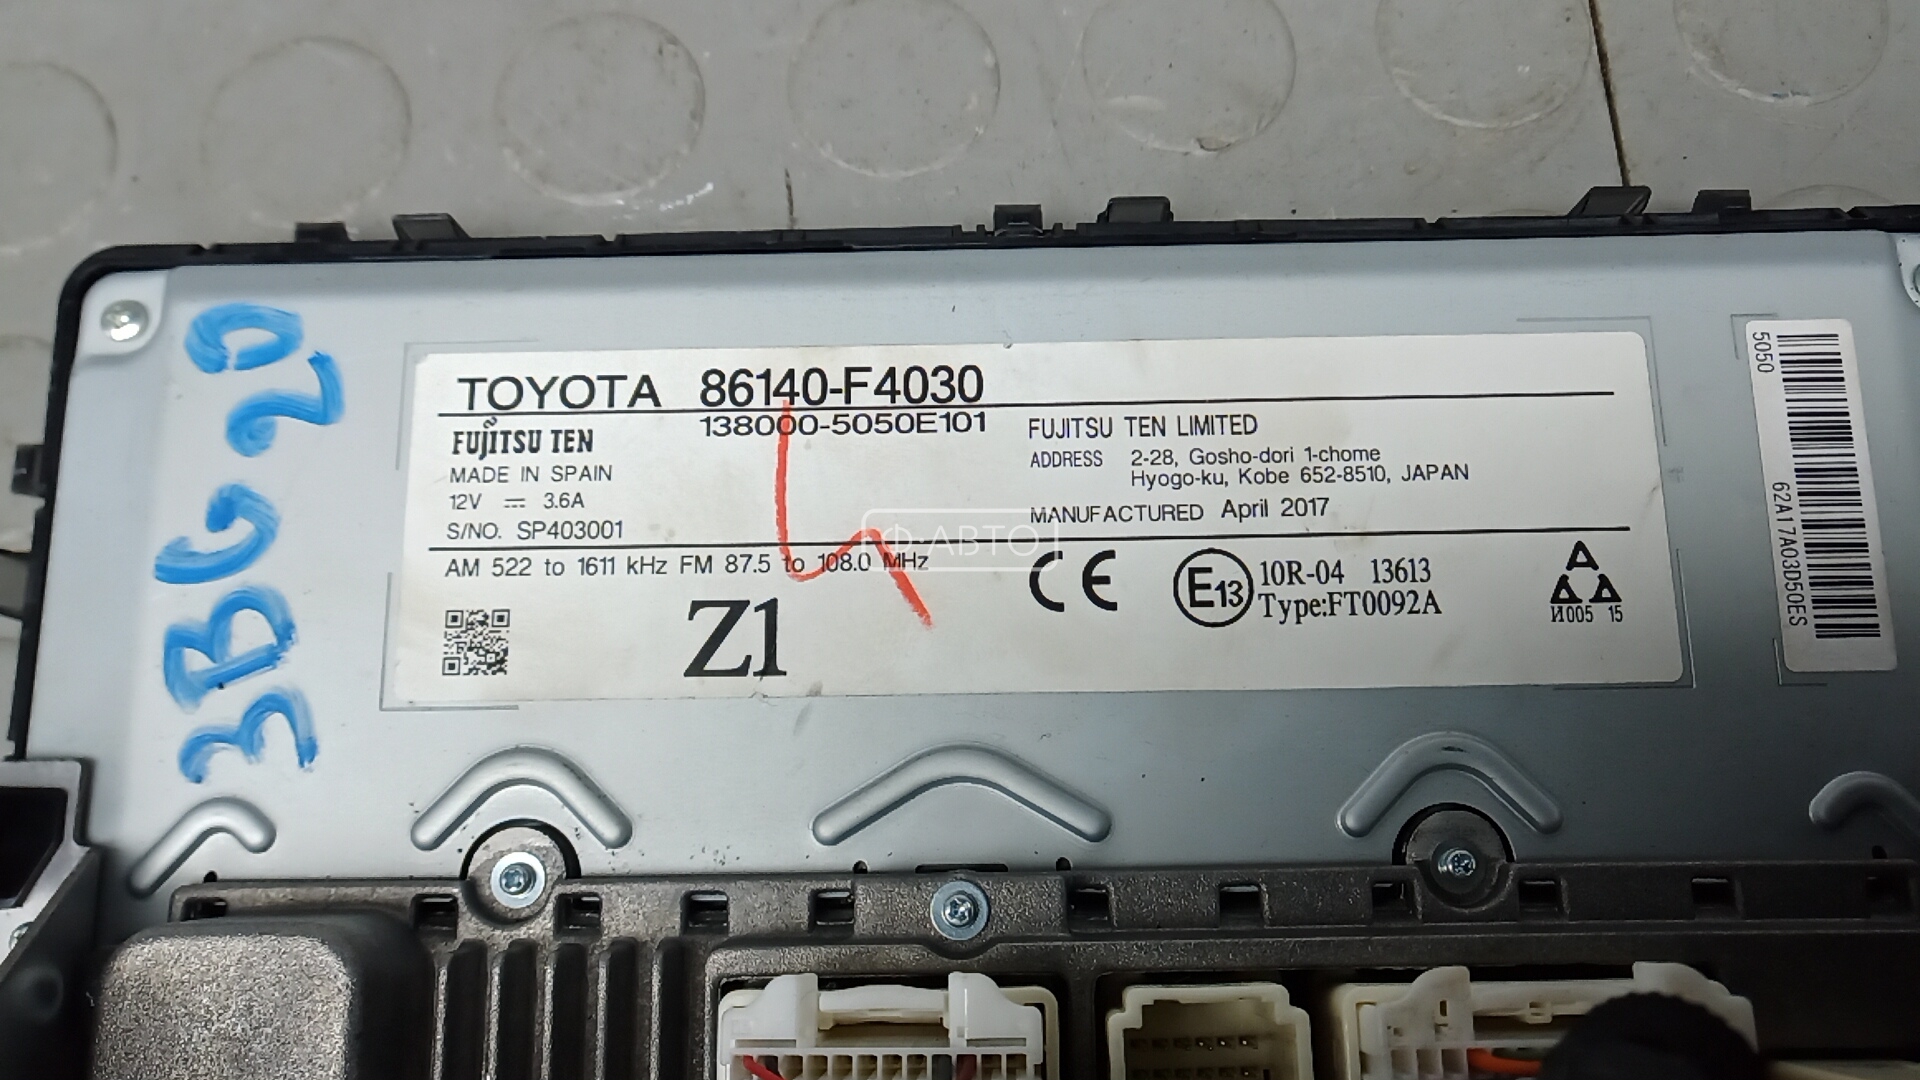 TOYOTA 86140-F4030
138000-5050E101
FUJITSU TEN
MADE IN SPAIN
12V 3.6A
S/NO. SP403001
FUJITSU TEN LIMITED
ADDRESS 2-28, Gosho-dori 1-chome
Hyogo-ku, Kobe 652-8510, JAPAN
MANUFACTURED April 2017
AM 522 to 1611 kHz FM 87.5 to 108.0 MHz
Z1
CE
E13
10R-04 13613
Type:FT0092A
И005 15
5050
62A17A03D50ES
Ф·АВТО